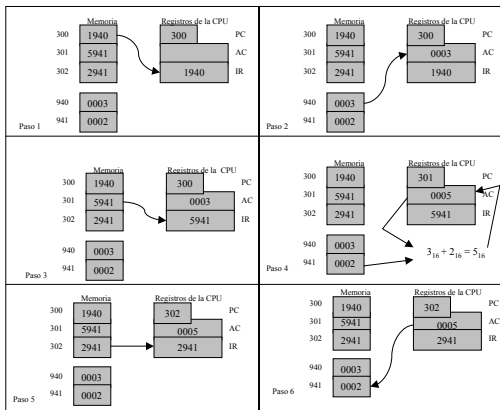 Memoria Registros de la CPU
300 1940 300 PC
301 5941 AC
302 2941 1940 IR
940 0003
941 0002
Paso 1
Memoria Registros de la CPU
300 1940 300 PC
301 5941 0003 AC
302 2941 1940 IR
940 0003
941 0002
Paso 2
Memoria Registros de la CPU
300 1940 300 PC
301 5941 0003 AC
302 2941 5941 IR
940 0003
941 0002
Paso 3
Memoria Registros de la CPU
300 1940 301 PC
301 5941 0005 AC
302 2941 5941 IR
940 0003
941 0002
3₁₆ + 2₁₆ = 5₁₆
Paso 4
Memoria Registros de la CPU
300 1940 302 PC
301 5941 0005 AC
302 2941 2941 IR
940 0003
941 0002
Paso 5
Memoria Registros de la CPU
300 1940 302 PC
301 5941 0005 AC
302 2941 2941 IR
940 0003
941 0002
Paso 6